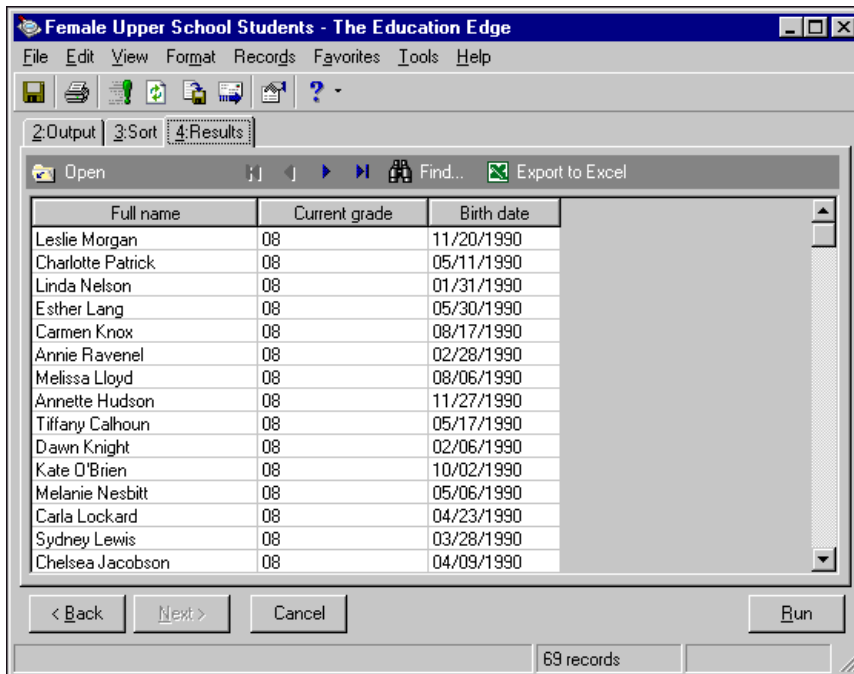 Female Upper School Students - The Education Edge
File Edit View Format Records Favorites Tools Help
2:Output 3:Sort 4:Results
Open Find... Export to Excel
Full name Current grade Birth date
Leslie Morgan 08 11/20/1990
Charlotte Patrick 08 05/11/1990
Linda Nelson 08 01/31/1990
Esther Lang 08 05/30/1990
Carmen Knox 08 08/17/1990
Annie Ravenel 08 02/28/1990
Melissa Lloyd 08 08/06/1990
Annette Hudson 08 11/27/1990
Tiffany Calhoun 08 05/17/1990
Dawn Knight 08 02/06/1990
Kate O'Brien 08 10/02/1990
Melanie Nesbitt 08 05/06/1990
Carla Lockard 08 04/23/1990
Sydney Lewis 08 03/28/1990
Chelsea Jacobson 08 04/09/1990
< Back Next > Cancel Run
69 records